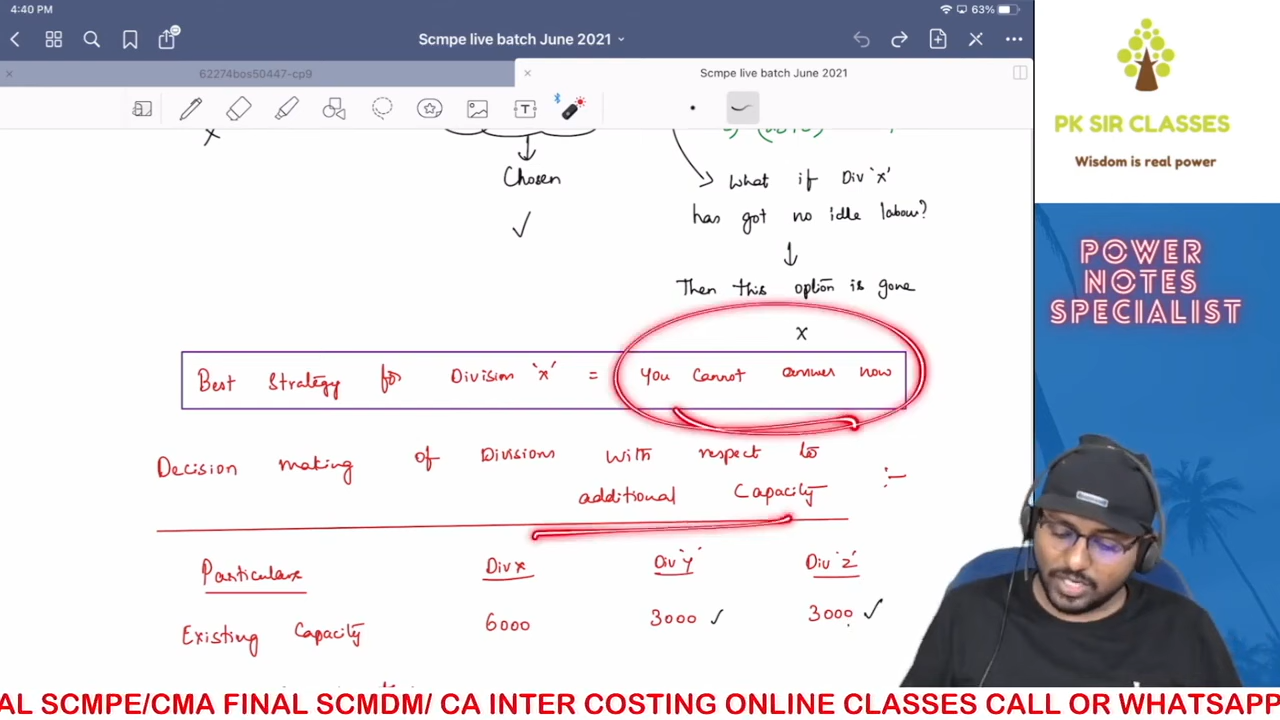 4:40 PM
63%
Scmpe live batch June 2021
62274bos50447-cp9
Scmpe live batch June 2021
PK SIR CLASSES
Wisdom is real power
POWER
NOTES
SPECIALIST
x
Chosen
What if Div 'x'
has got no idle labour?
Then this option is gone
x
Best Strategy for Division 'x' = You Cannot answer now
Decision making of Divisions with respect to
additional Capacity :-
Particulars Div x Div 'y' Div 'z'
Existing Capacity 6000 3000 ✓ 3000 ✓
AL SCMPE/CMA FINAL SCMDM/ CA INTER COSTING ONLINE CLASSES CALL OR WHATSAPP